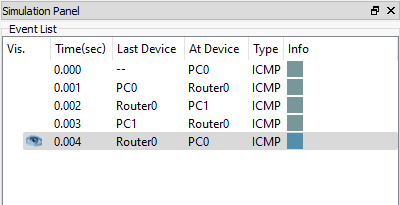 Simulation Panel
Event List
Vis. Time(sec) Last Device At Device Type Info
0.000 -- PC0 ICMP
0.001 PC0 Router0 ICMP
0.002 Router0 PC1 ICMP
0.003 PC1 Router0 ICMP
0.004 Router0 PC0 ICMP